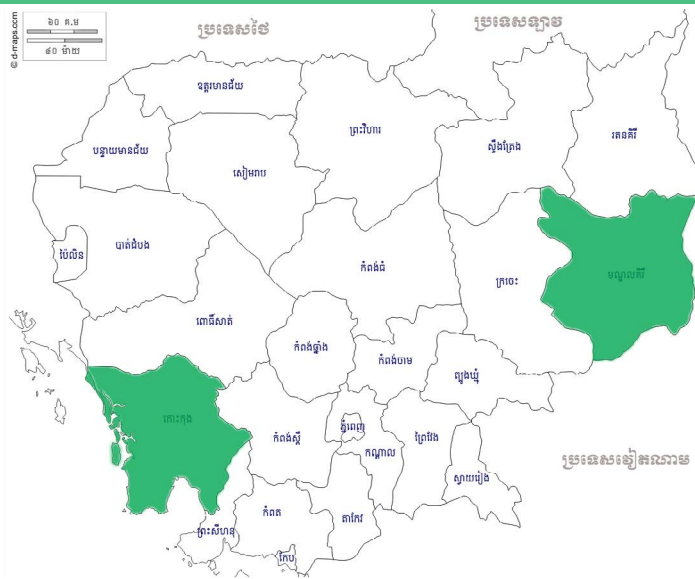 © d-maps.com
៦០ គ.ម
៤០ ម៉ាយ
ប្រទេសថៃ
ប្រទេសឡាវ
ឧត្តរមានជ័យ
ព្រះវិហារ
ស្ទឹងត្រែង
រតនគិរី
បន្ទាយមានជ័យ
សៀមរាប
ប៉ៃលិន
បាត់ដំបង
កំពង់ធំ
ក្រចេះ
មណ្ឌលគិរី
ពោធិ៍សាត់
កំពង់ឆ្នាំង
កំពង់ចាម
ត្បូងឃ្មុំ
កោះកុង
កំពង់ស្ពឺ
ភ្នំពេញ
កណ្តាល
ព្រៃវែង
ស្វាយរៀង
ប្រទេសវៀតណាម
ព្រះសីហនុ
កំពត
តាកែវ
កែប